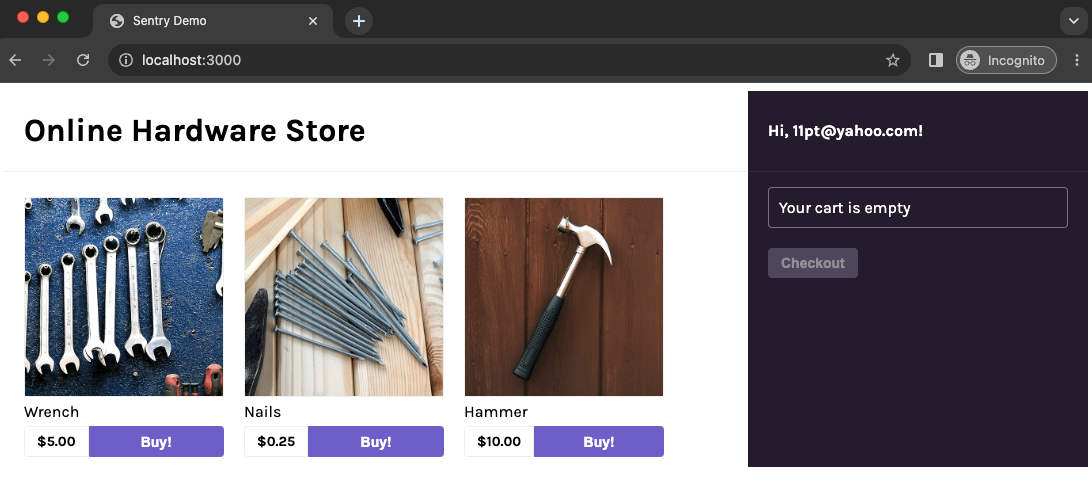 Sentry Demo
localhost:3000
Incognito
Online Hardware Store
Hi, 11pt@yahoo.com!
Your cart is empty
Checkout
Wrench
$5.00 Buy!
Nails
$0.25 Buy!
Hammer
$10.00 Buy!